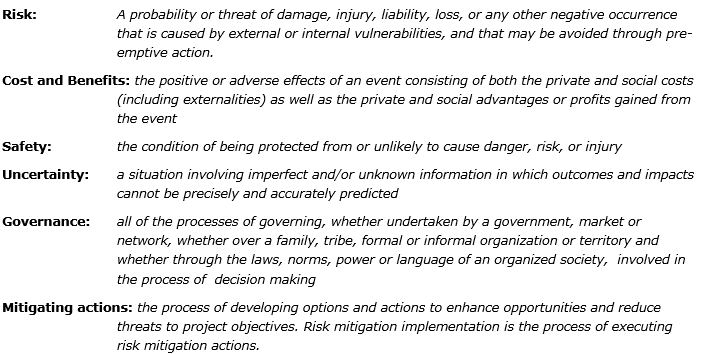 Risk: A probability or threat of damage, injury, liability, loss, or any other negative occurrence
that is caused by external or internal vulnerabilities, and that may be avoided through pre-
emptive action.
Cost and Benefits: the positive or adverse effects of an event consisting of both the private and social costs
(including externalities) as well as the private and social advantages or profits gained from
the event
Safety: the condition of being protected from or unlikely to cause danger, risk, or injury
Uncertainty: a situation involving imperfect and/or unknown information in which outcomes and impacts
cannot be precisely and accurately predicted
Governance: all of the processes of governing, whether undertaken by a government, market or
network, whether over a family, tribe, formal or informal organization or territory and
whether through the laws, norms, power or language of an organized society, involved in
the process of decision making
Mitigating actions: the process of developing options and actions to enhance opportunities and reduce
threats to project objectives. Risk mitigation implementation is the process of executing
risk mitigation actions.